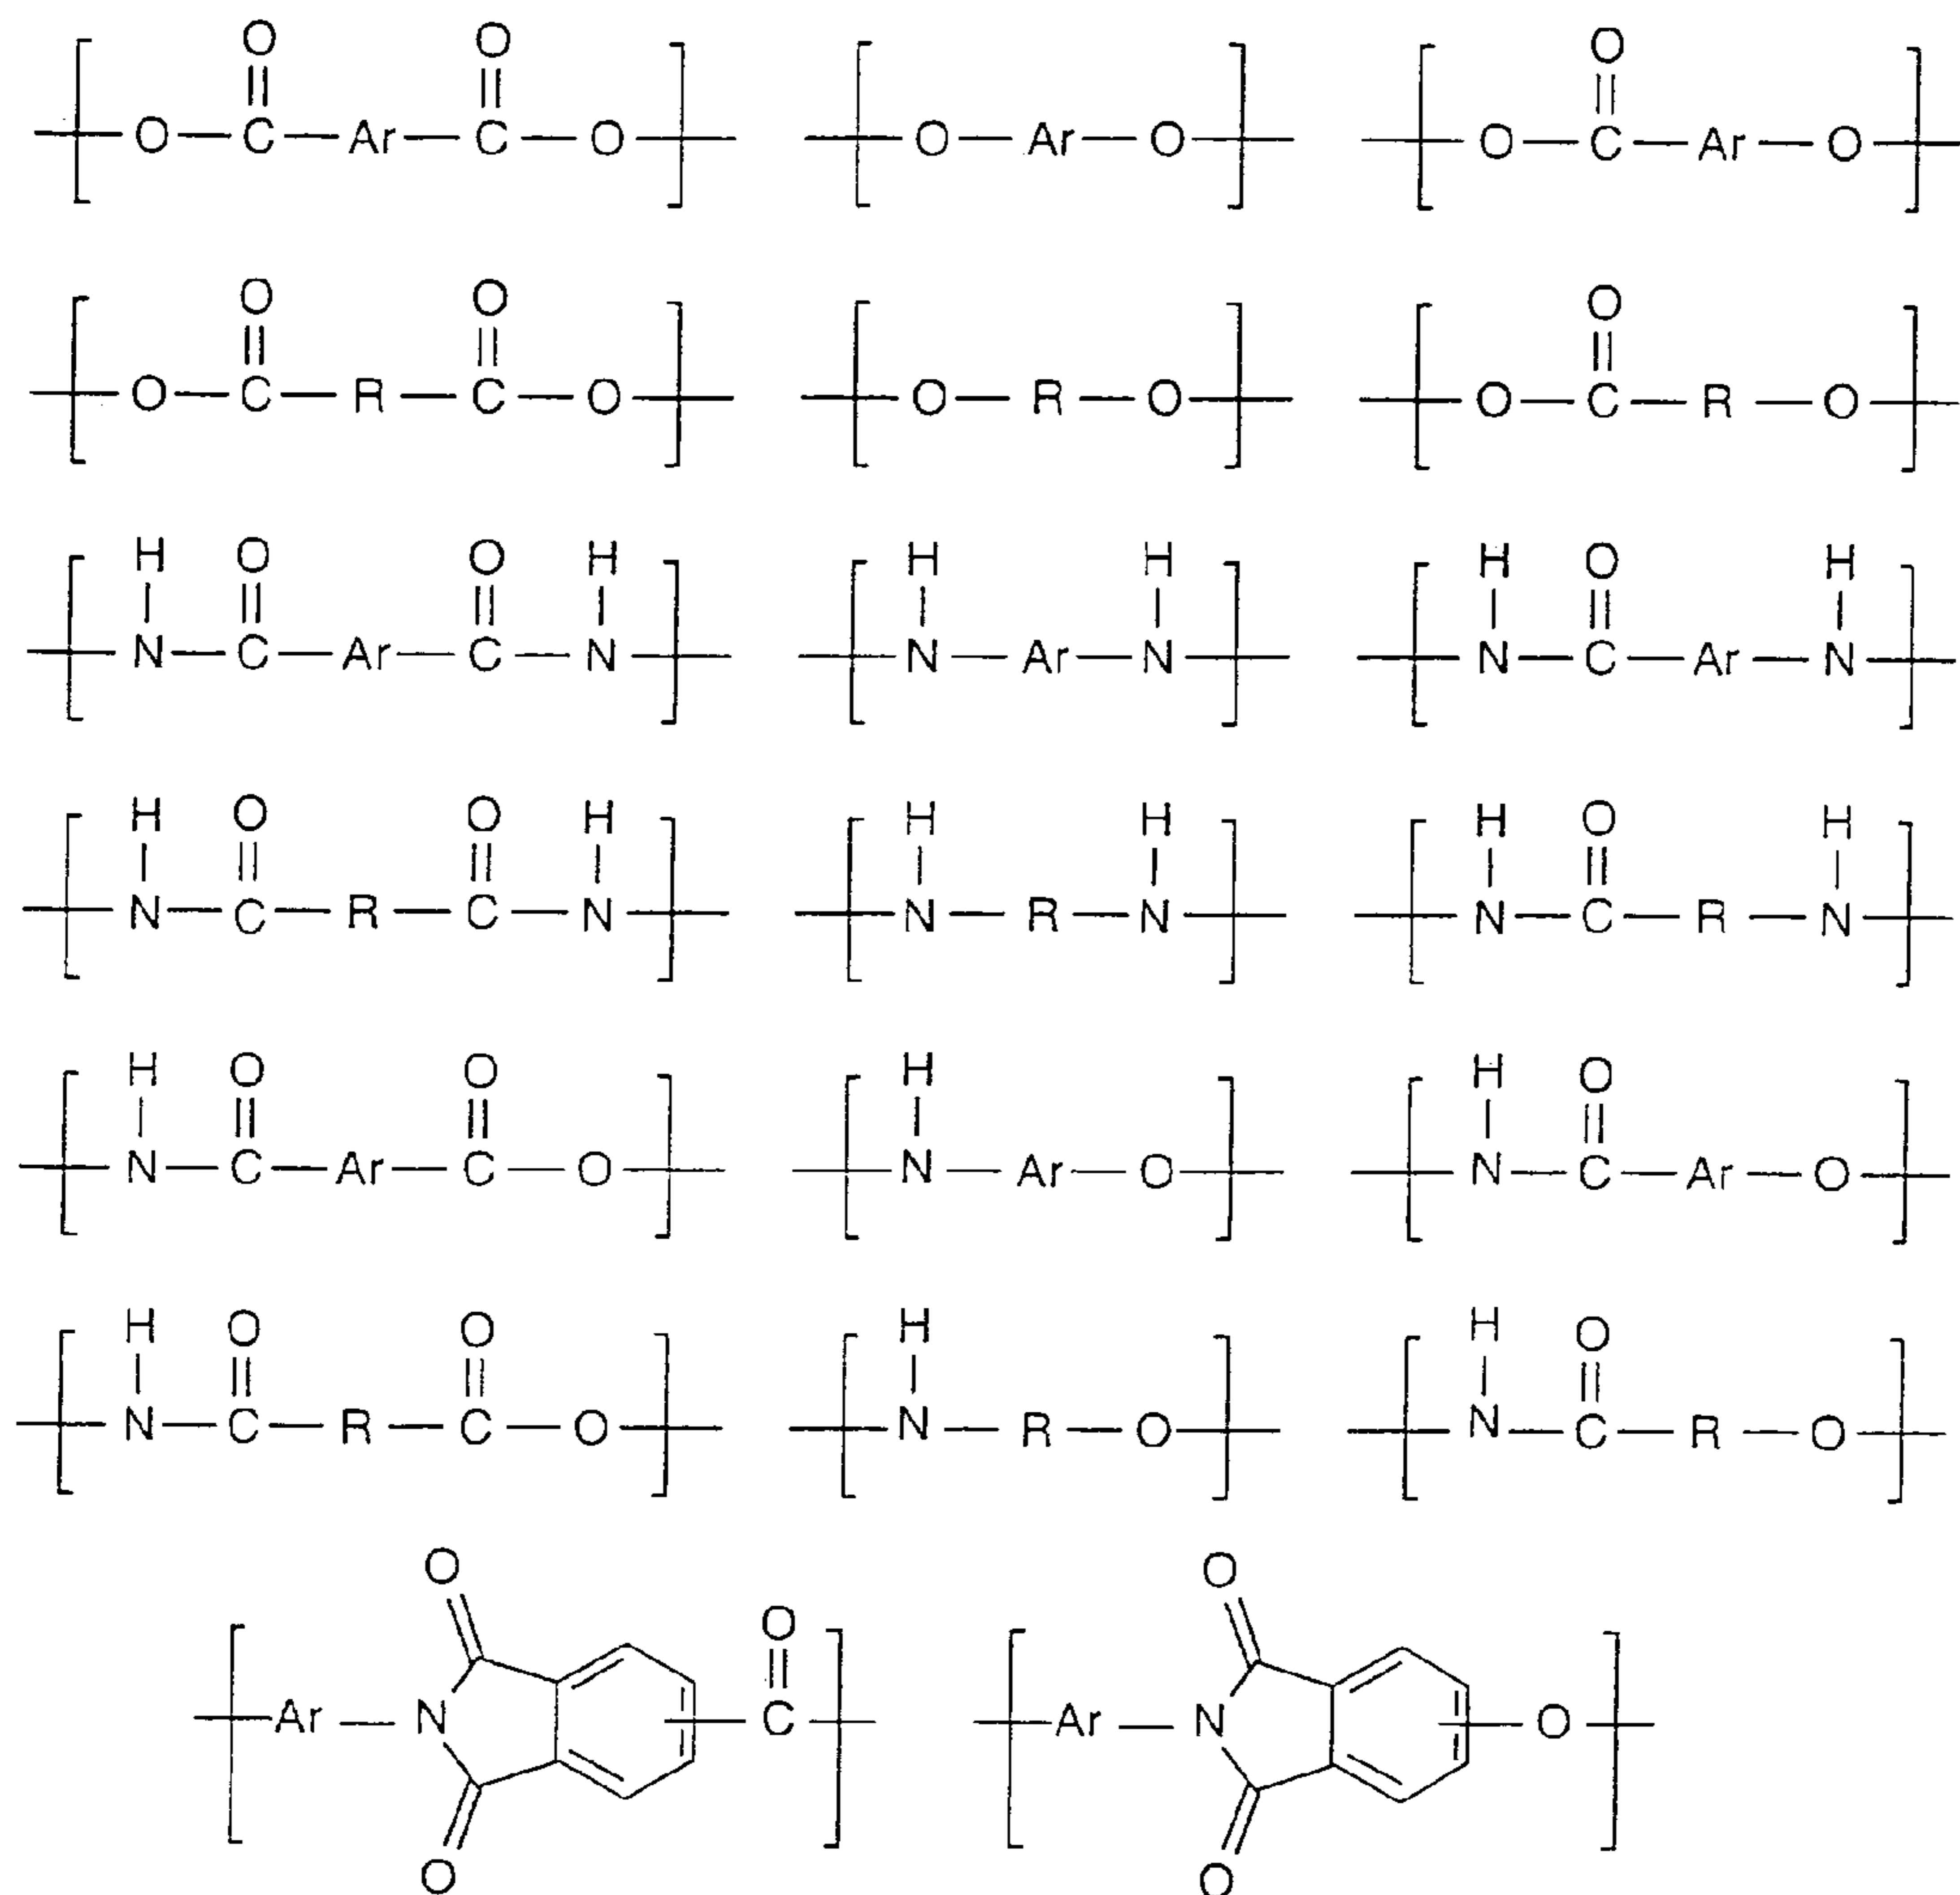 O O O
O C Ar C O O Ar O O C Ar O
O O O
O C R C O O R O O C R O
H O O H H H H O H
N C Ar C N N Ar N N C Ar N
H O O H H H H O H
N C R C N N R N N C R N
H O O H H O
N C Ar C O N Ar O N C Ar O
H O O H H O
N C R C O N R O N C R O
O O
O
Ar N C Ar N O
O O